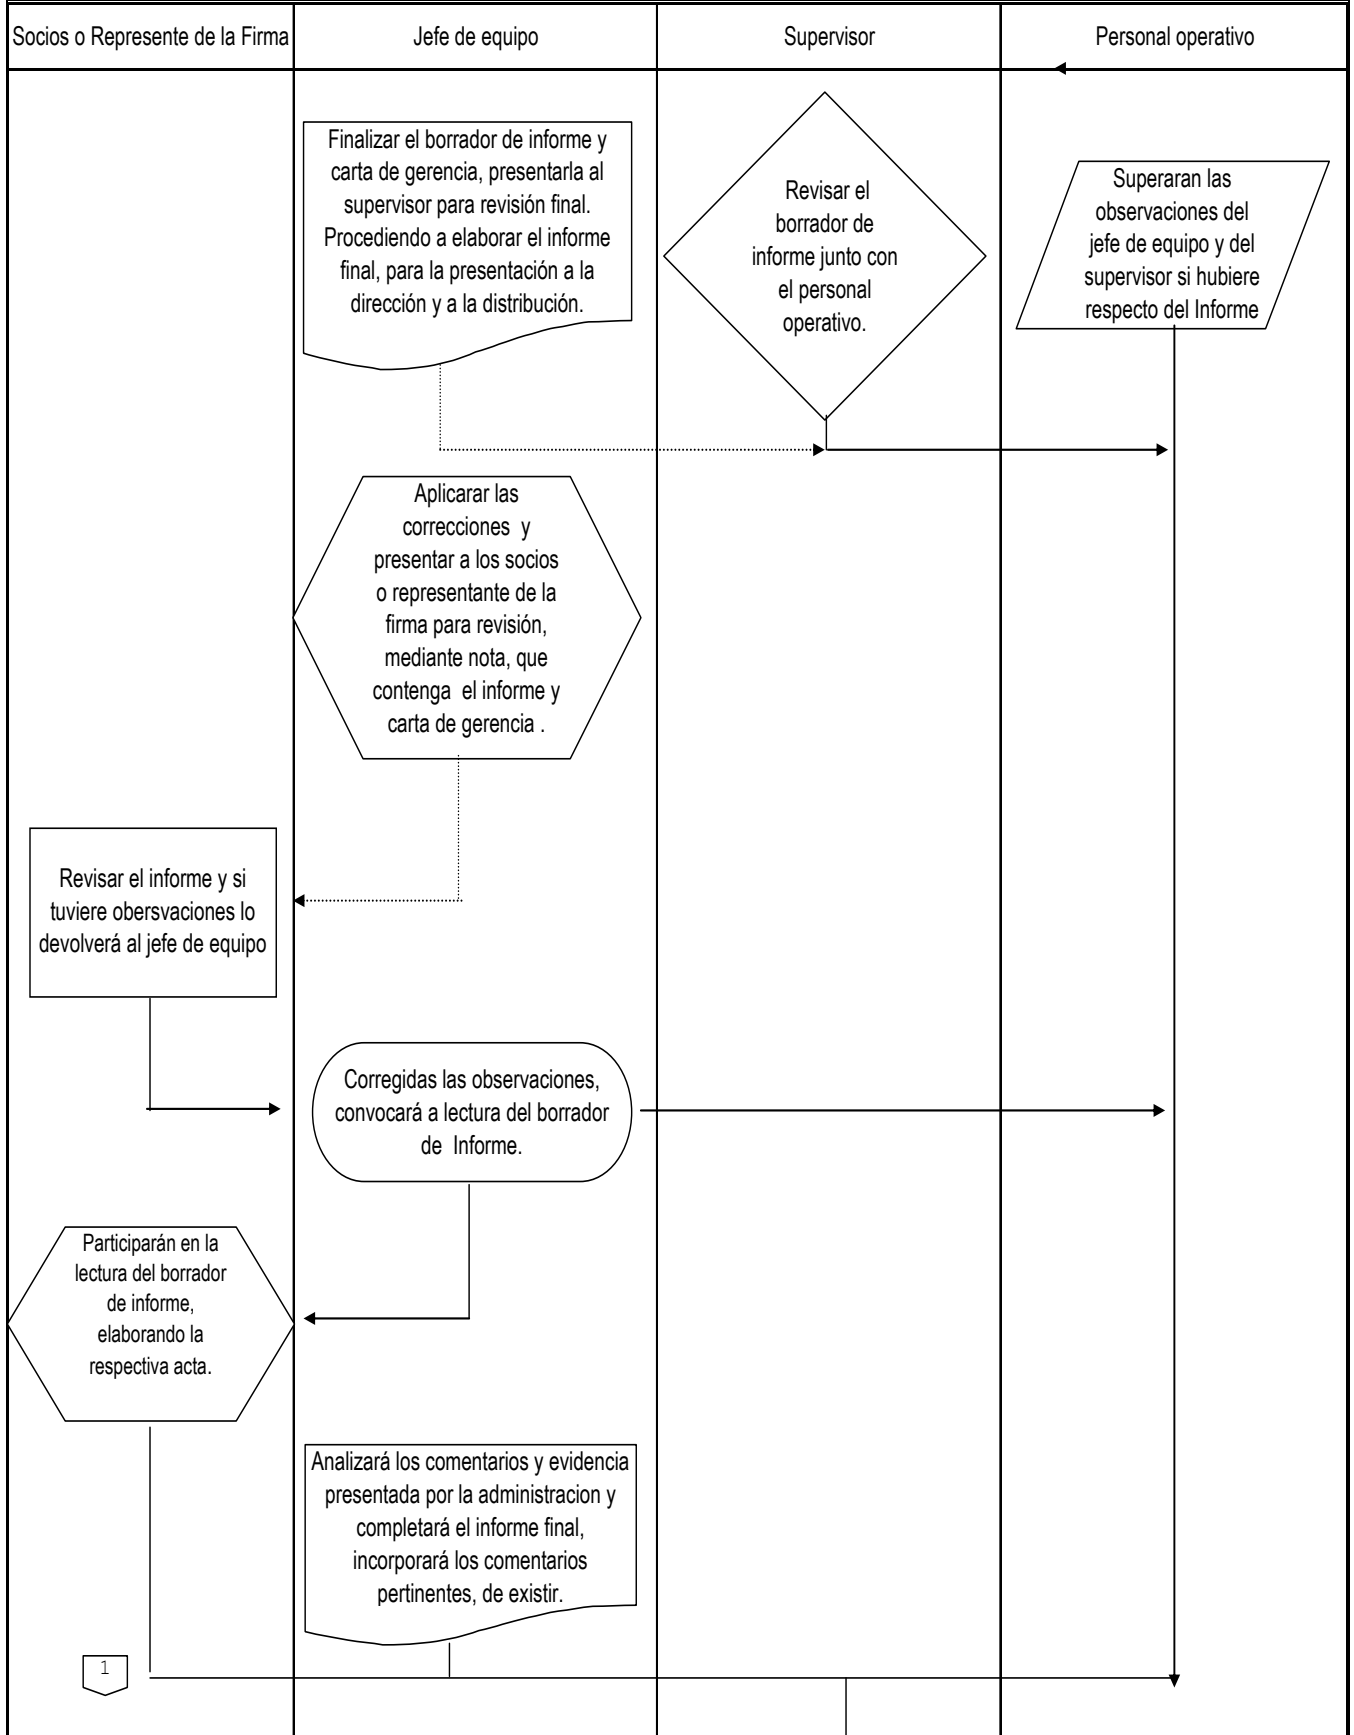 Socios o Represente de la Firma
Jefe de equipo
Supervisor
Personal operativo
Finalizar el borrador de informe y
carta de gerencia, presentarla al
supervisor para revisión final.
Procediendo a elaborar el informe
final, para la presentación a la
dirección y a la distribución.
Revisar el
borrador de
informe junto con
el personal
operativo.
Superaran las
observaciones del
jefe de equipo y del
supervisor si hubiere
respecto del Informe
Aplicarar las
correcciones y
presentar a los socios
o representante de la
firma para revisión,
mediante nota, que
contenga el informe y
carta de gerencia .
Revisar el informe y si
tuviere obersvaciones lo
devolverá al jefe de equipo
Corregidas las observaciones,
convocará a lectura del borrador
de Informe.
Participarán en la
lectura del borrador
de informe,
elaborando la
respectiva acta.
Analizará los comentarios y evidencia
presentada por la administracion y
completará el informe final,
incorporará los comentarios
pertinentes, de existir.
1